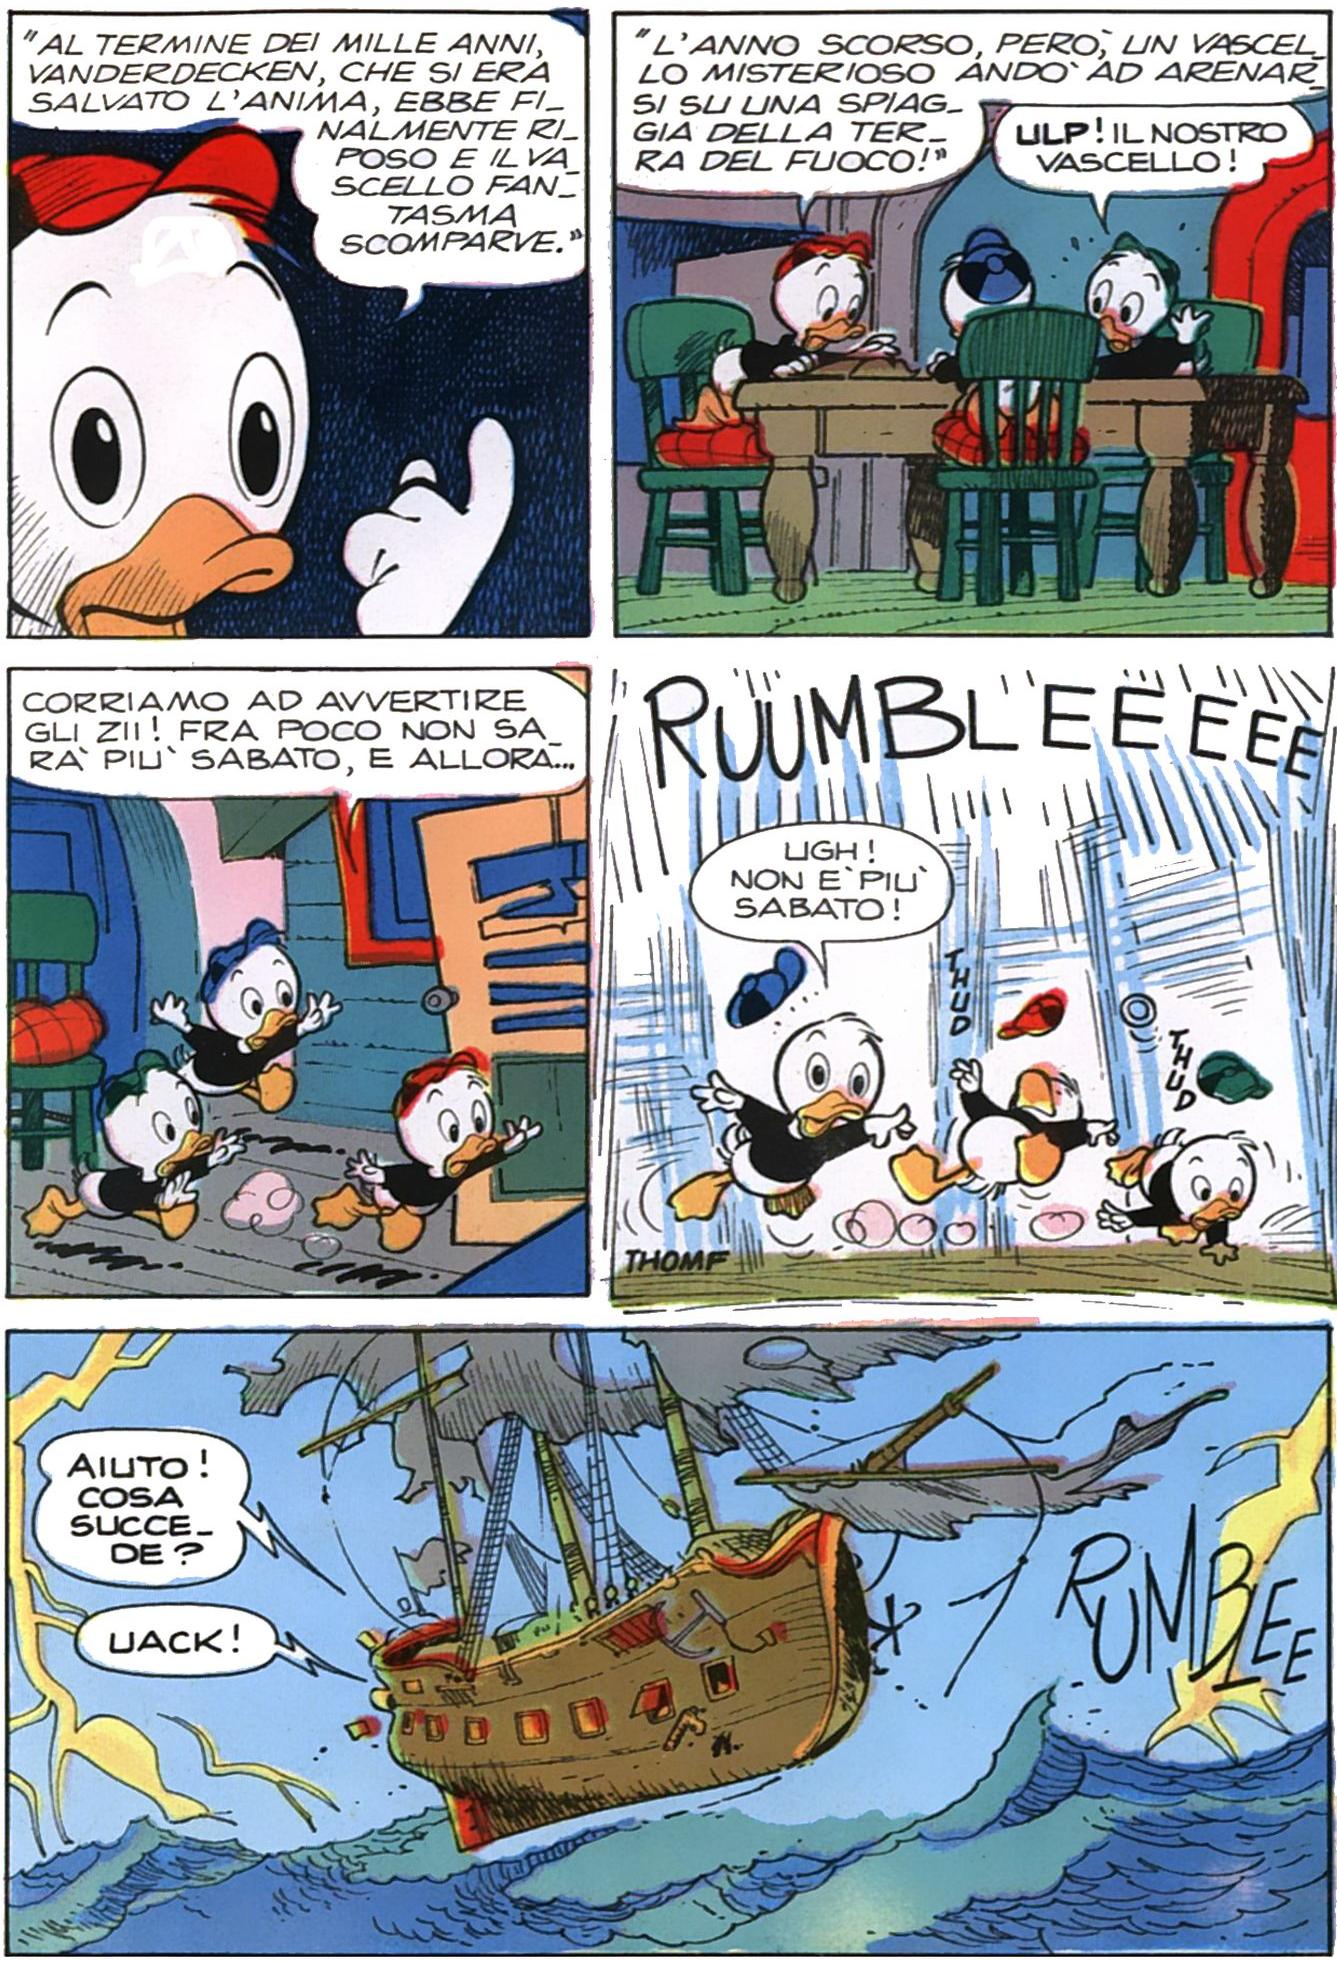 "AL TERMINE DEI MILLE ANNI,
VANDERDECKEN, CHE SI ERA
SALVATO L'ANIMA, EBBE FI_
NALMENTE RI_
POSO E IL VA_
SCELLO FAN_
TASMA
SCOMPARVE."
"L'ANNO SCORSO, PERÒ, UN VASCEL_
LO MISTERIOSO ANDÒ AD ARENAR_
SI SU UNA SPIAG_
GIA DELLA TER_
RA DEL FUOCO!"
ULP! IL NOSTRO
VASCELLO!
CORRIAMO AD AVVERTIRE
GLI ZII! FRA POCO NON SA_
RÀ PIÙ SABATO, E ALLORA...
RUUMBLEEEEEE
UGH!
NON È PIÙ
SABATO!
THUD
THUD
THOMF
AIUTO!
COSA
SUCCE_
DE?
UACK!
RUMBLEE